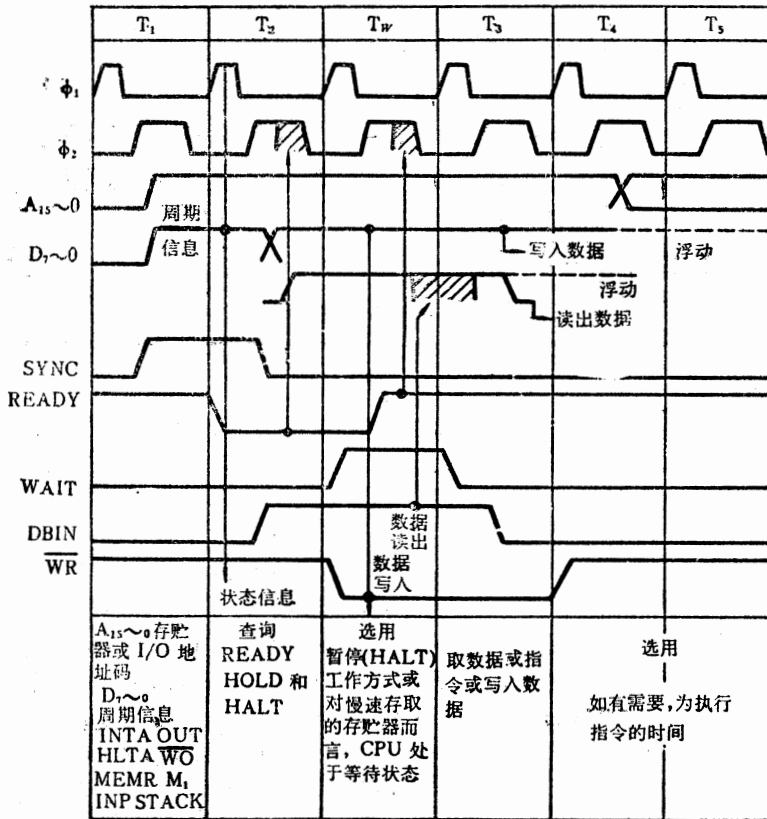 T₁ T₂ Tw T₃ T₄ T₅
ϕ₁
ϕ₂
A₁₅～0
周期
信息
D₇～0
写入数据
浮动
浮动
读出数据
SYNC
READY
WAIT
数据
读出
DBIN
数据
写入
W̅R̅
状态信息
A₁₅～₀存贮
器或 I/O 地
址码
D₇～₀
周期信息
INTA OUT
HLTA W̅O̅
MEMR M₁
INP STACK
查询
READY
HOLD 和
HALT
选用
暂停(HALT)
工作方式或
对慢速存取
的存贮器而
言，CPU 处
于等待状态
取数据或指
令或写入数
据
选用
如有需要，为执行
指令的时间